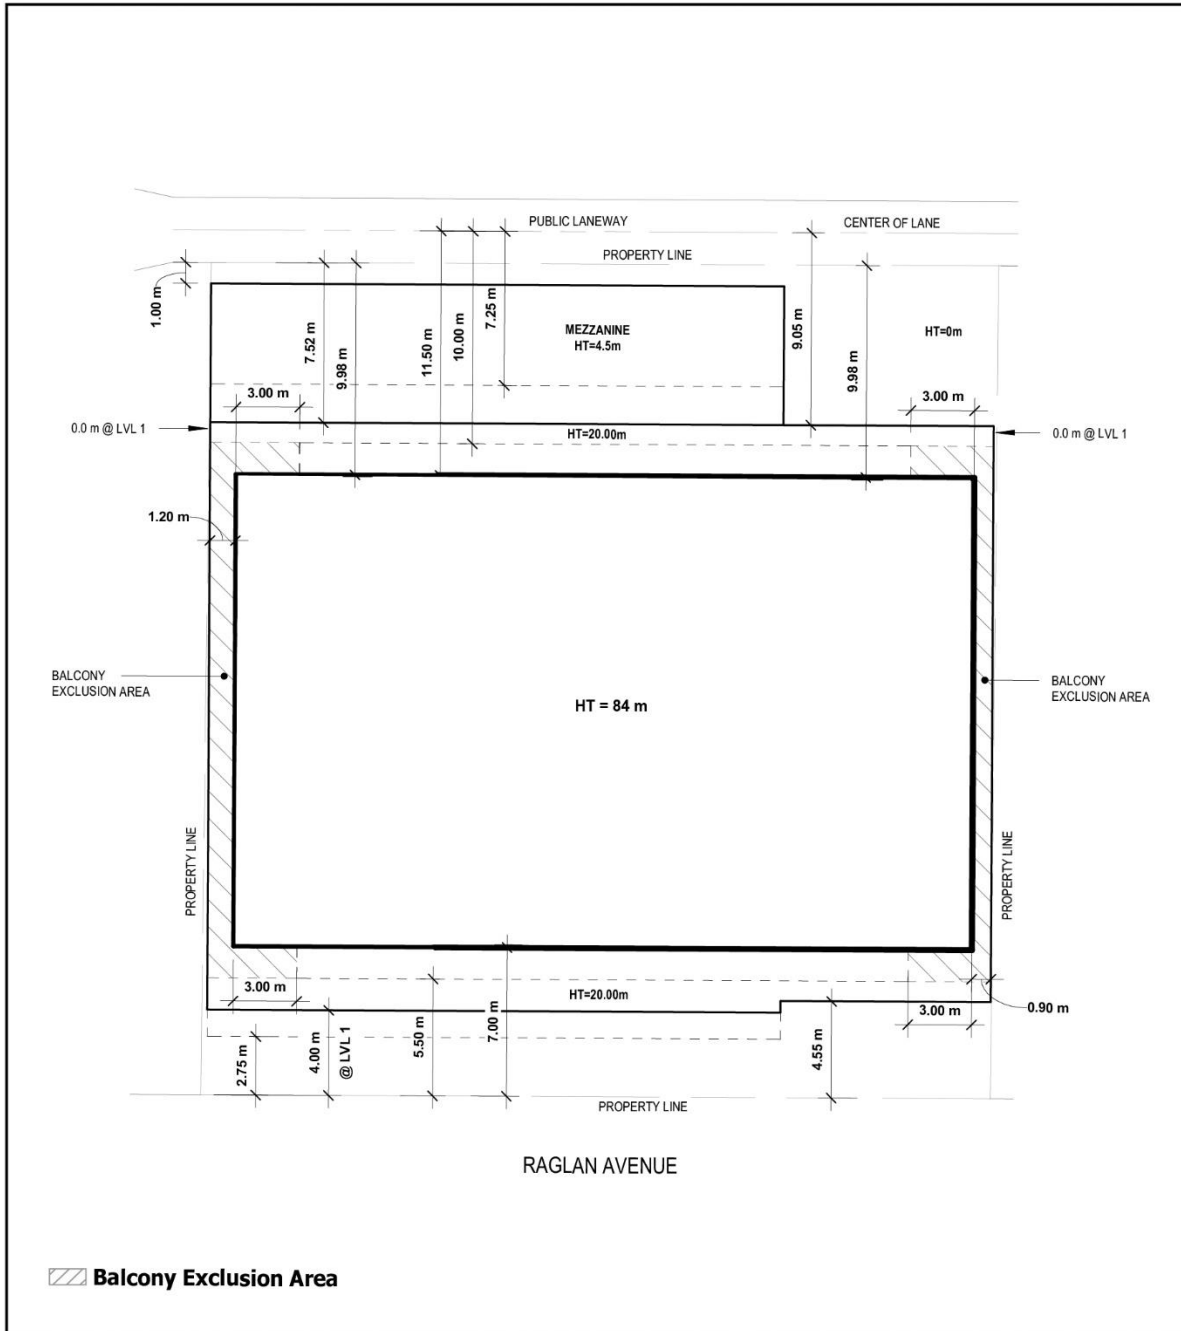 PUBLIC LANEWAY
CENTER OF LANE
PROPERTY LINE
1.00 m
7.52 m
9.98 m
11.50 m
10.00 m
7.25 m
MEZZANINE
HT=4.5m
9.05 m
9.98 m
HT=0m
3.00 m
3.00 m
0.0 m @ LVL 1
HT=20.00m
0.0 m @ LVL 1
1.20 m
BALCONY
EXCLUSION AREA
HT = 84 m
BALCONY
EXCLUSION AREA
PROPERTY LINE
PROPERTY LINE
3.00 m
HT=20.00m
3.00 m
0.90 m
2.75 m
4.00 m
@ LVL 1
5.50 m
7.00 m
4.55 m
PROPERTY LINE
RAGLAN AVENUE
Balcony Exclusion Area